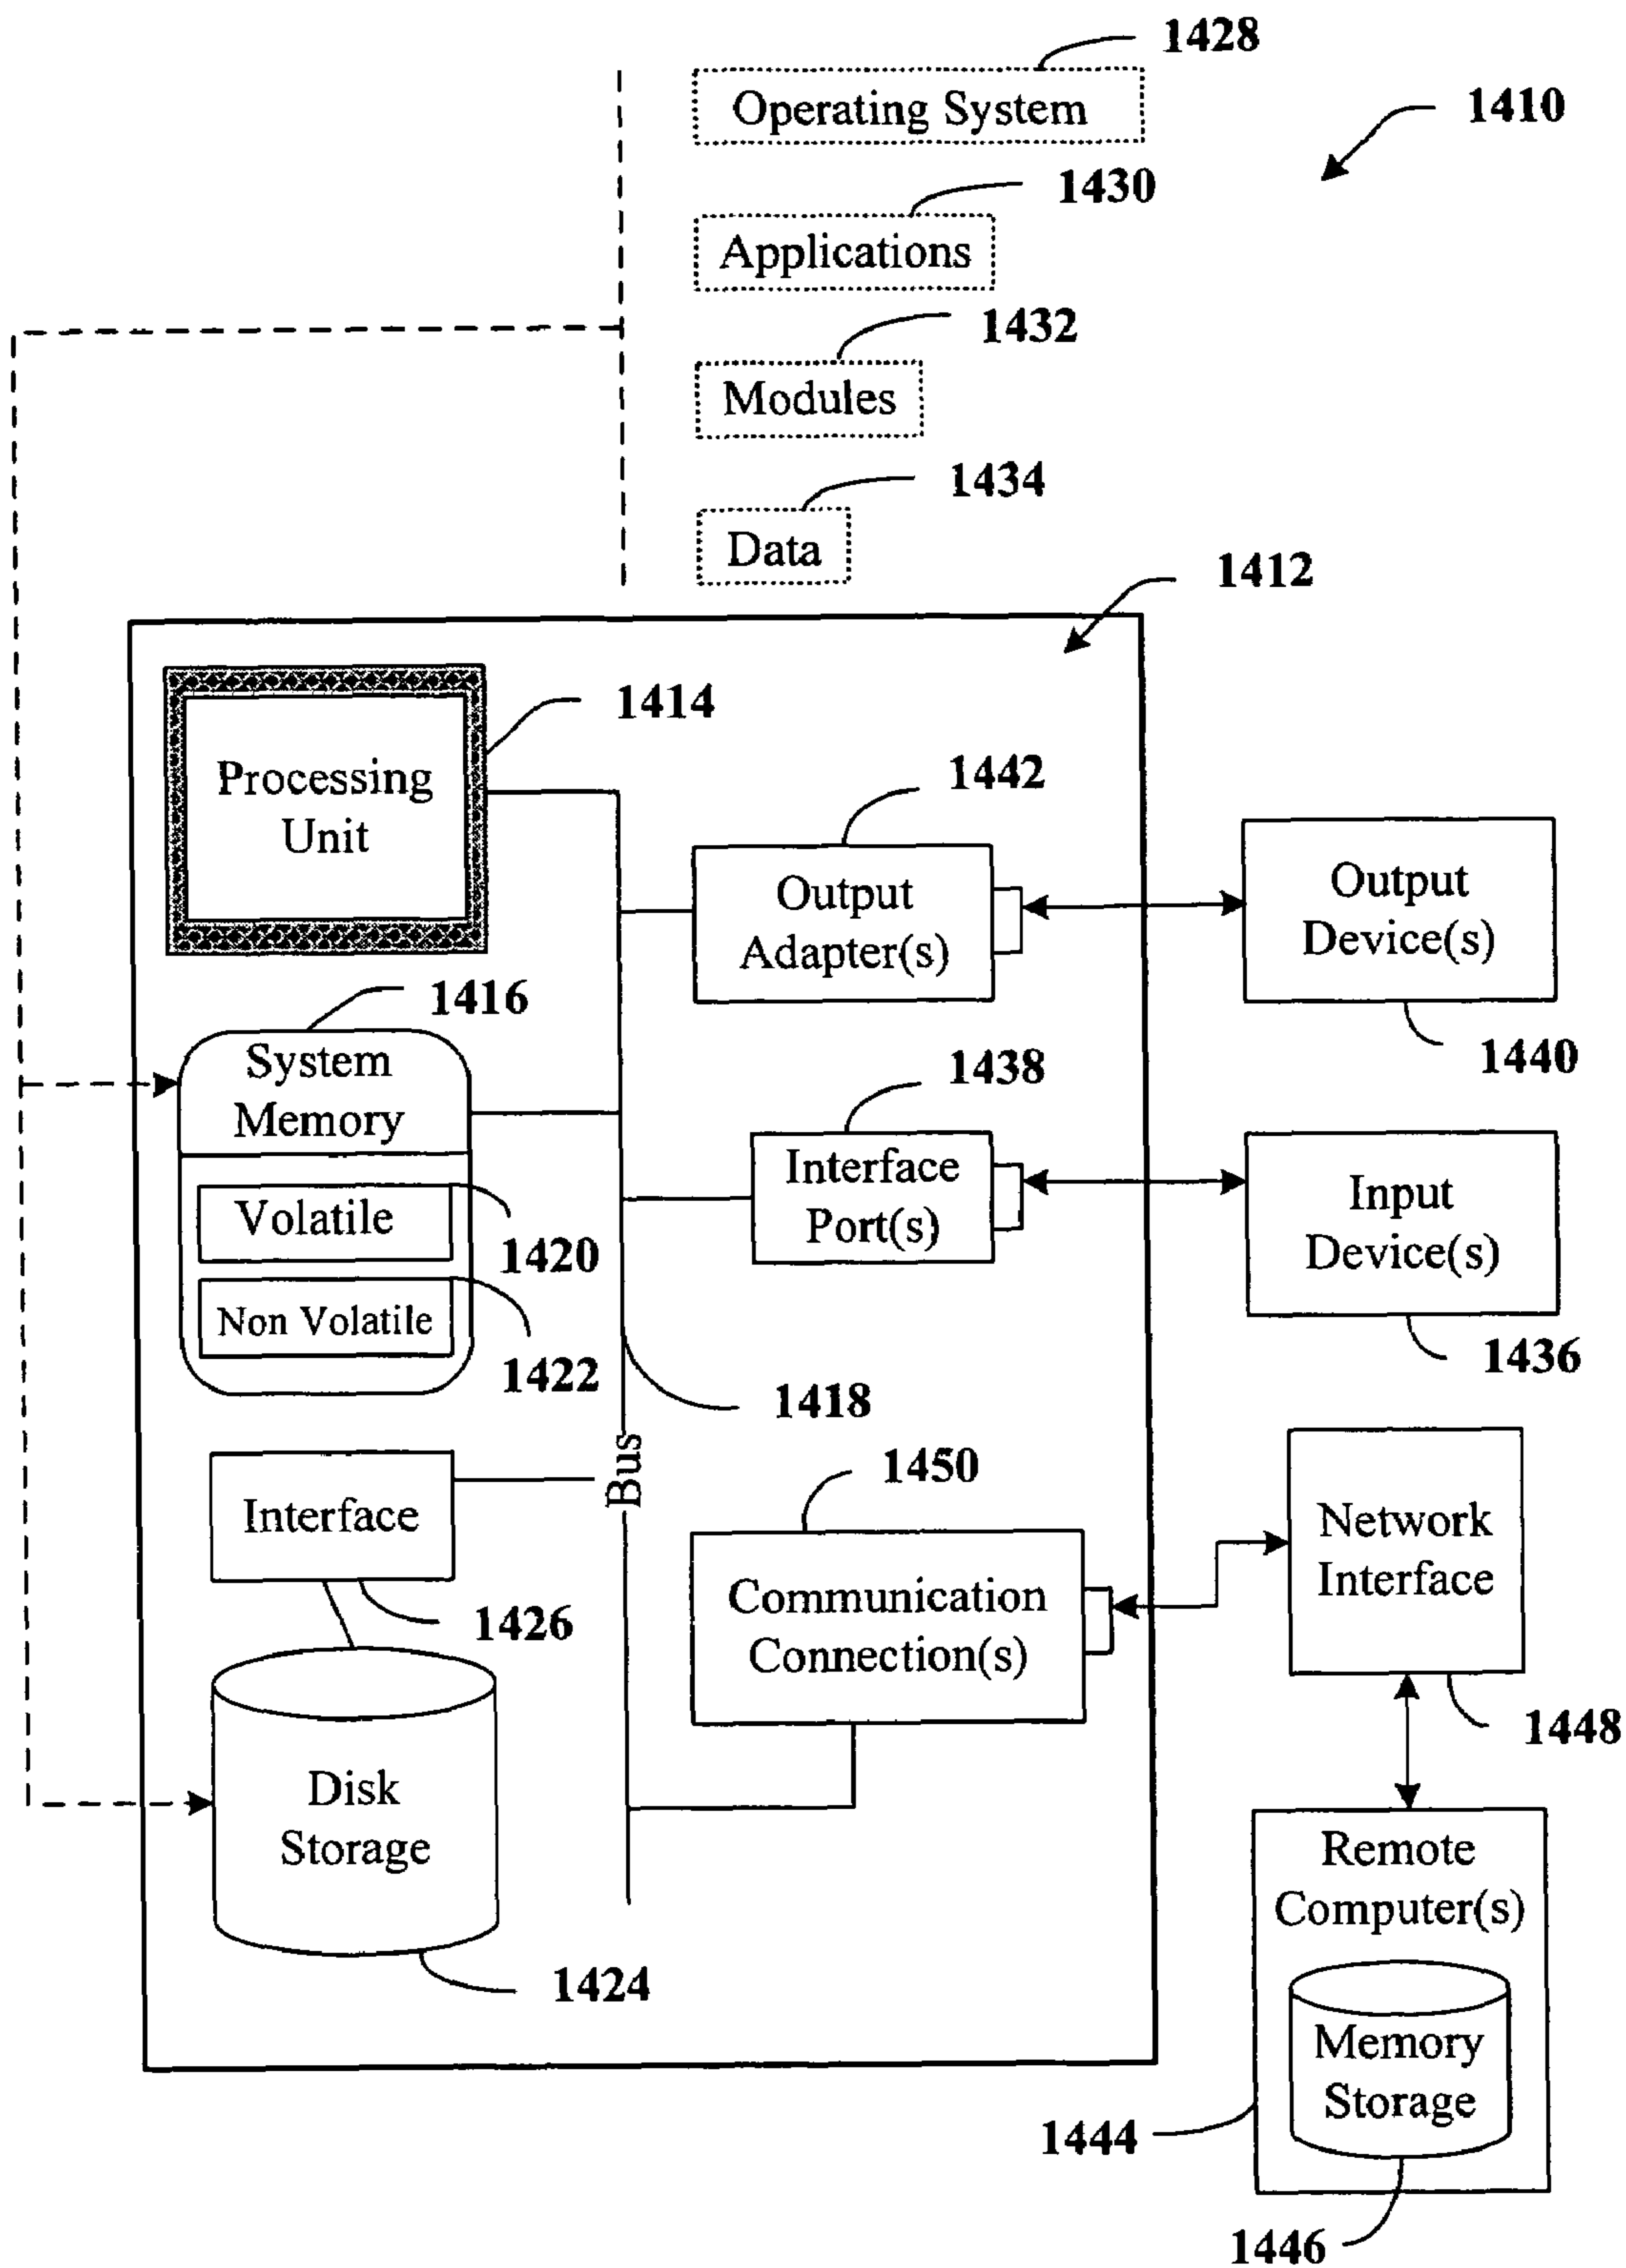 1428
Operating System
1410
1430
Applications
1432
Modules
1434
Data
1412
1414
Processing
Unit
1442
Output
Adapter(s)
Output
Device(s)
1440
1416
System
Memory
1438
Interface
Port(s)
Input
Device(s)
1436
Volatile
1420
Non Volatile
1422
1418
Bus
1450
Interface
1426
Communication
Connection(s)
Network
Interface
1448
Disk
Storage
1424
Remote
Computer(s)
Memory
Storage
1444
1446